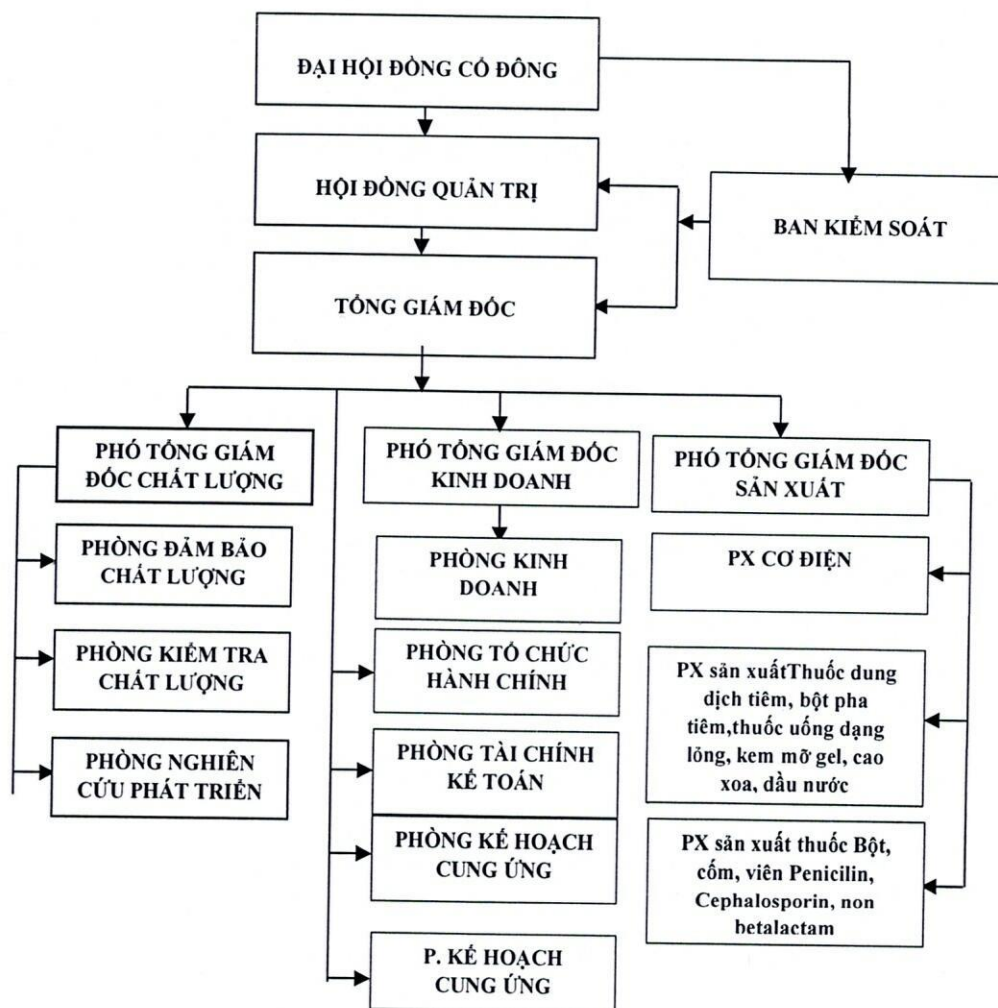 ĐẠI HỘI ĐỒNG CỔ ĐÔNG
HỘI ĐỒNG QUẢN TRỊ
BAN KIỂM SOÁT
TỔNG GIÁM ĐỐC
PHÓ TỔNG GIÁM
ĐỐC CHẤT LƯỢNG
PHÒNG ĐẢM BẢO
CHẤT LƯỢNG
PHÒNG KIỂM TRA
CHẤT LƯỢNG
PHÒNG NGHIÊN
CỨU PHÁT TRIỂN
PHÓ TỔNG GIÁM ĐỐC
KINH DOANH
PHÒNG KINH
DOANH
PHÒNG TỔ CHỨC
HÀNH CHÍNH
PHÒNG TÀI CHÍNH
KẾ TOÁN
PHÒNG KẾ HOẠCH
CUNG ỨNG
P. KẾ HOẠCH
CUNG ỨNG
PHÓ TỔNG GIÁM ĐỐC
SẢN XUẤT
PX CƠ ĐIỆN
PX sản xuấtThuốc dung
dịch tiêm, bột pha
tiêm,thuốc uống dạng
lỏng, kem mỡ gel, cao
xoa, dầu nước
PX sản xuất thuốc Bột,
cốm, viên Penicilin,
Cephalosporin, non
betalactam